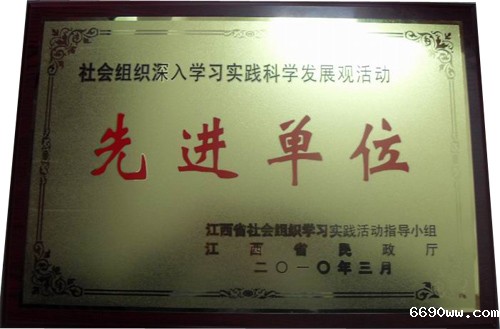 社会组织深入学习实践科学发展观活动
先进单位
江西省社会组织学习实践活动指导小组
江西省民政厅
二〇一〇年三月
6690ww.com